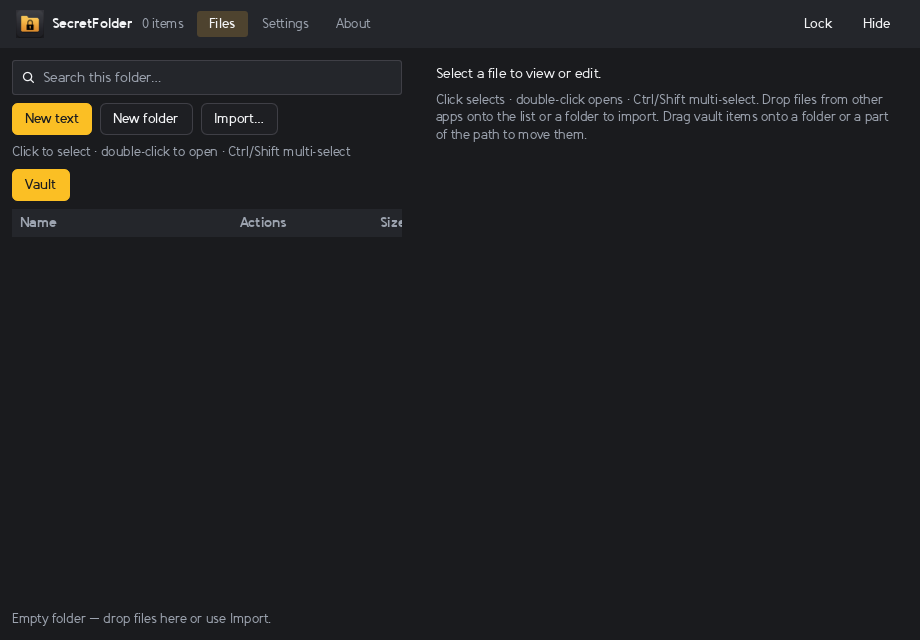 SecretFolder 0 items Files Settings About Lock Hide
Search this folder...
New text New folder Import...
Click to select · double-click to open · Ctrl/Shift multi-select
Vault
Name Actions Size
Empty folder — drop files here or use Import.
Select a file to view or edit.
Click selects · double-click opens · Ctrl/Shift multi-select. Drop files from other
apps onto the list or a folder to import. Drag vault items onto a folder or a part
of the path to move them.